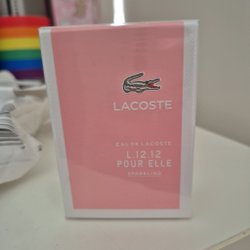 LACOSTE
EAU DE LACOSTE
L.12.12
POUR ELLE
SPARKLING